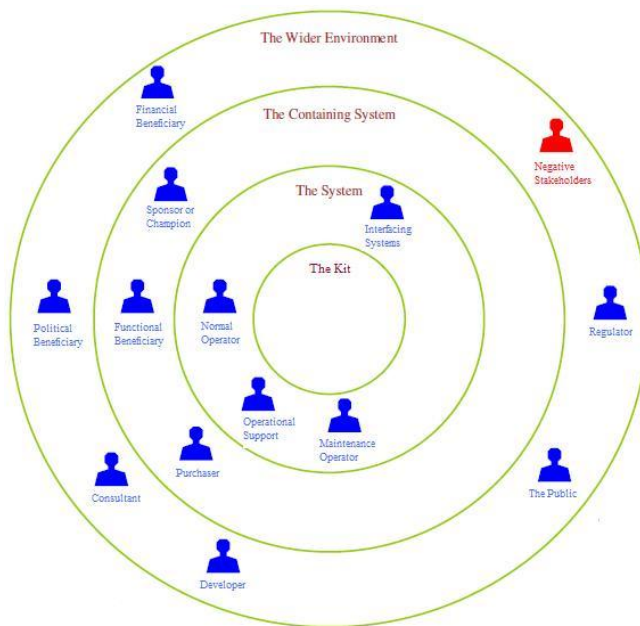 The Wider Environment
Financial
Beneficiary
The Containing System
Negative
Stakeholders
Sponsor or
Champion
The System
Interfacing
Systems
The Kit
Political
Beneficiary
Functional
Beneficiary
Normal
Operator
Regulator
Operational
Support
Maintenance
Operator
Purchaser
Consultant
The Public
Developer